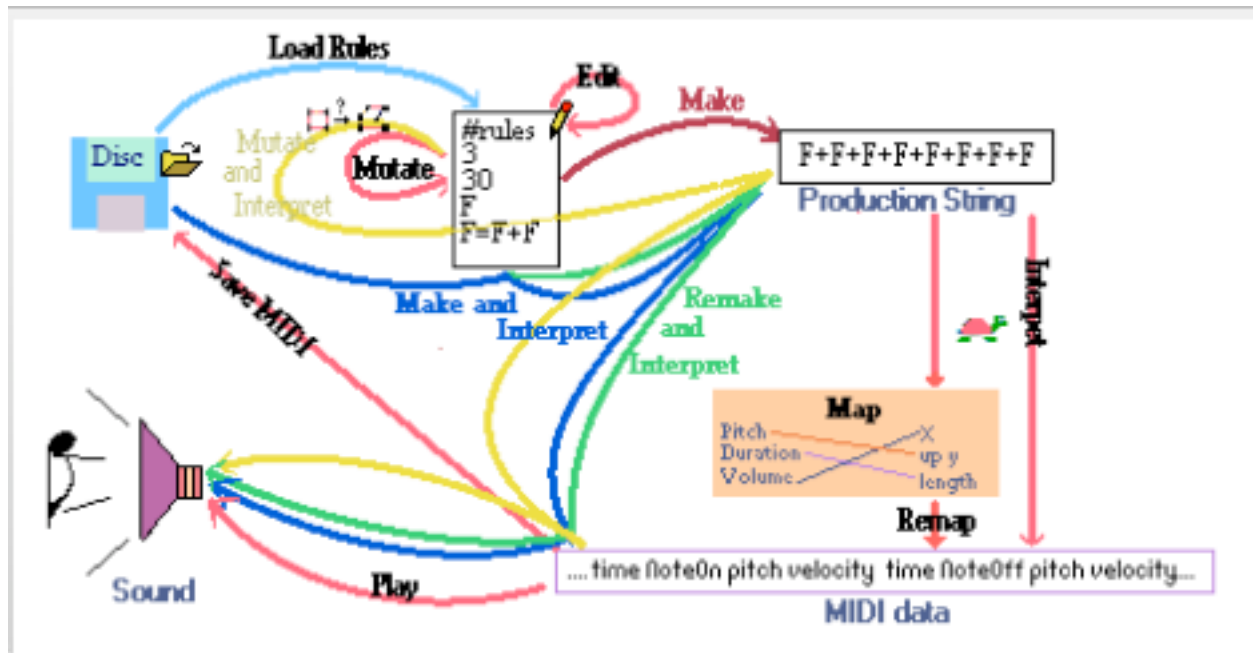 Load Rules
Edit
Make
?
Disc
Mutate
and
Interpret
Mutate
#rules
3
30
F
F=F+F
F+F+F+F+F+F+F+F
Production String
Save MIDI
Make and
Interpret
Remake
and
Interpret
Interpet
Map
Pitch
Duration
Volume
X
up y
length
Remap
Play
Sound
.... time NoteOn pitch velocity time NoteOff pitch velocity....
MIDI data